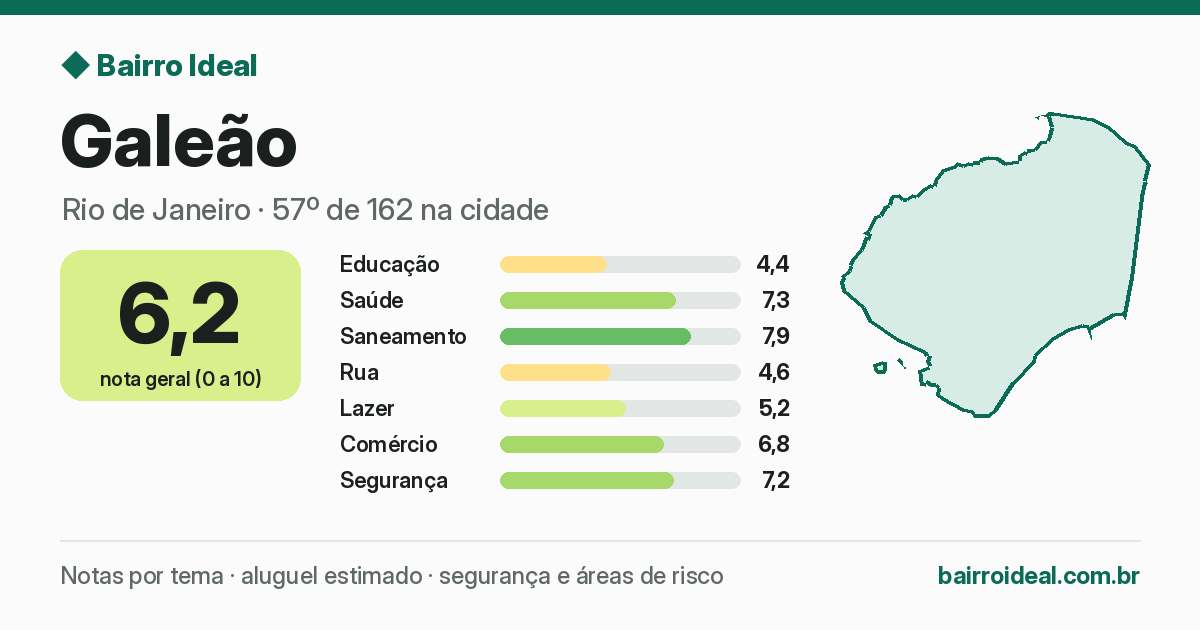 Bairro Ideal
Galeão
Rio de Janeiro · 57º de 162 na cidade
6,2
nota geral (0 a 10)
Educação 4,4
Saúde 7,3
Saneamento 7,9
Rua 4,6
Lazer 5,2
Comércio 6,8
Segurança 7,2
Notas por tema · aluguel estimado · segurança e áreas de risco
bairroideal.com.br